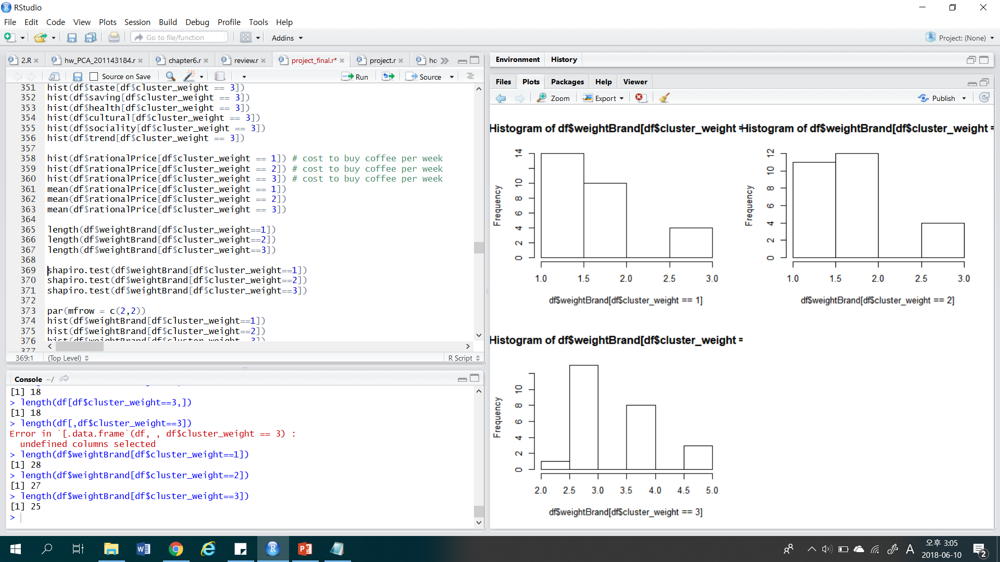 RStudio
File Edit Code View Plots Session Build Debug Profile Tools Help
Go to file/function Addins Project: (None)
2.R hw_PCA_201143184.r chapter6.r review.r project_final.r* project.r ho
Source on Save Run Source
351 hist(df$taste[df$cluster_weight == 3])
352 hist(df$saving[df$cluster_weight == 3])
353 hist(df$health[df$cluster_weight == 3])
354 hist(df$cultural[df$cluster_weight == 3])
355 hist(df$sociality[df$cluster_weight == 3])
356 hist(df$trend[df$cluster_weight == 3])
357
358 hist(df$rationalPrice[df$cluster_weight == 1]) # cost to buy coffee per week
359 hist(df$rationalPrice[df$cluster_weight == 2]) # cost to buy coffee per week
360 hist(df$rationalPrice[df$cluster_weight == 3]) # cost to buy coffee per week
361 mean(df$rationalPrice[df$cluster_weight == 1])
362 mean(df$rationalPrice[df$cluster_weight == 2])
363 mean(df$rationalPrice[df$cluster_weight == 3])
364
365 length(df$weightBrand[df$cluster_weight==1])
366 length(df$weightBrand[df$cluster_weight==2])
367 length(df$weightBrand[df$cluster_weight==3])
368
369 shapiro.test(df$weightBrand[df$cluster_weight==1])
370 shapiro.test(df$weightBrand[df$cluster_weight==2])
371 shapiro.test(df$weightBrand[df$cluster_weight==3])
372
373 par(mfrow = c(2,2))
374 hist(df$weightBrand[df$cluster_weight==1])
375 hist(df$weightBrand[df$cluster_weight==2])
376 hist(df$weightBrand[df$cluster_weight==3])
377
369:1 (Top Level) R Script
Console ~/
[1] 18
> length(df[df$cluster_weight==3,])
[1] 18
> length(df[,df$cluster_weight==3])
Error in `[.data.frame`(df, , df$cluster_weight == 3) :
undefined columns selected
> length(df$weightBrand[df$cluster_weight==1])
[1] 28
> length(df$weightBrand[df$cluster_weight==2])
[1] 27
> length(df$weightBrand[df$cluster_weight==3])
[1] 25
>
Environment History
Files Plots Packages Help Viewer
Zoom Export Publish
Histogram of df$weightBrand[df$cluster_weight =
Frequency
0 2 4 6 8 10 14
1.0 1.5 2.0 2.5 3.0
df$weightBrand[df$cluster_weight == 1]
Histogram of df$weightBrand[df$cluster_weight =
Frequency
0 2 4 6 8 10 12
1.0 1.5 2.0 2.5 3.0
df$weightBrand[df$cluster_weight == 2]
Histogram of df$weightBrand[df$cluster_weight =
Frequency
0 2 4 6 8 10
2.0 2.5 3.0 3.5 4.0 4.5 5.0
df$weightBrand[df$cluster_weight == 3]
A 오후 3:05
2018-06-10
2